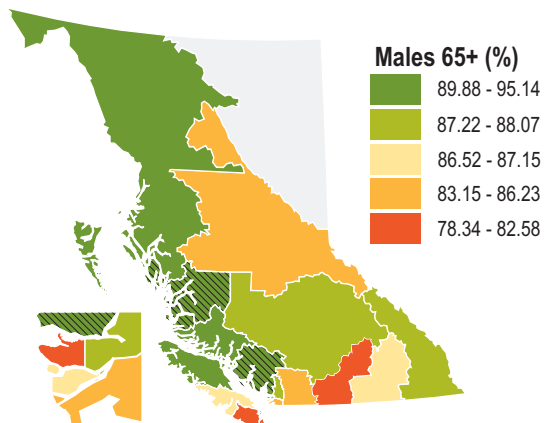 Males 65+ (%)
89.88 - 95.14
87.22 - 88.07
86.52 - 87.15
83.15 - 86.23
78.34 - 82.58